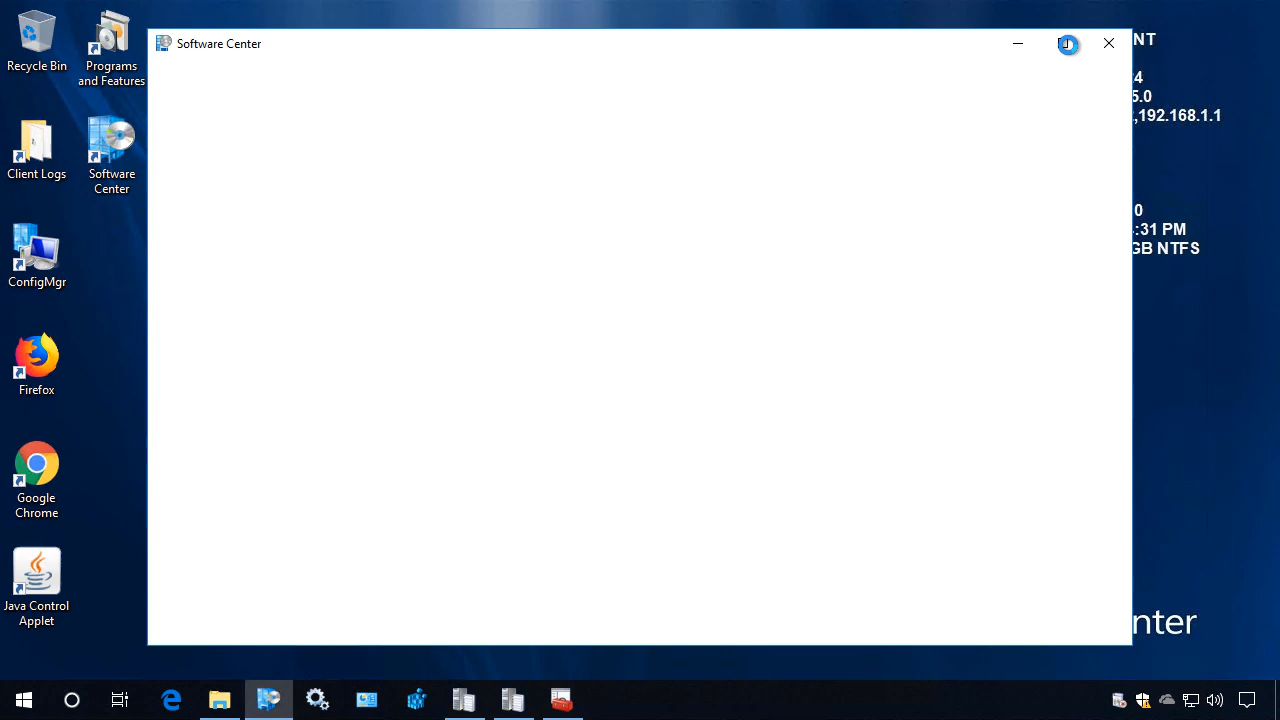 Recycle Bin
Programs
and Features
Client Logs
Software
Center
ConfigMgr
Firefox
Google
Chrome
Java Control
Applet
Software Center
NT
4
5.0
,192.168.1.1
0
:31 PM
GB NTFS
nter